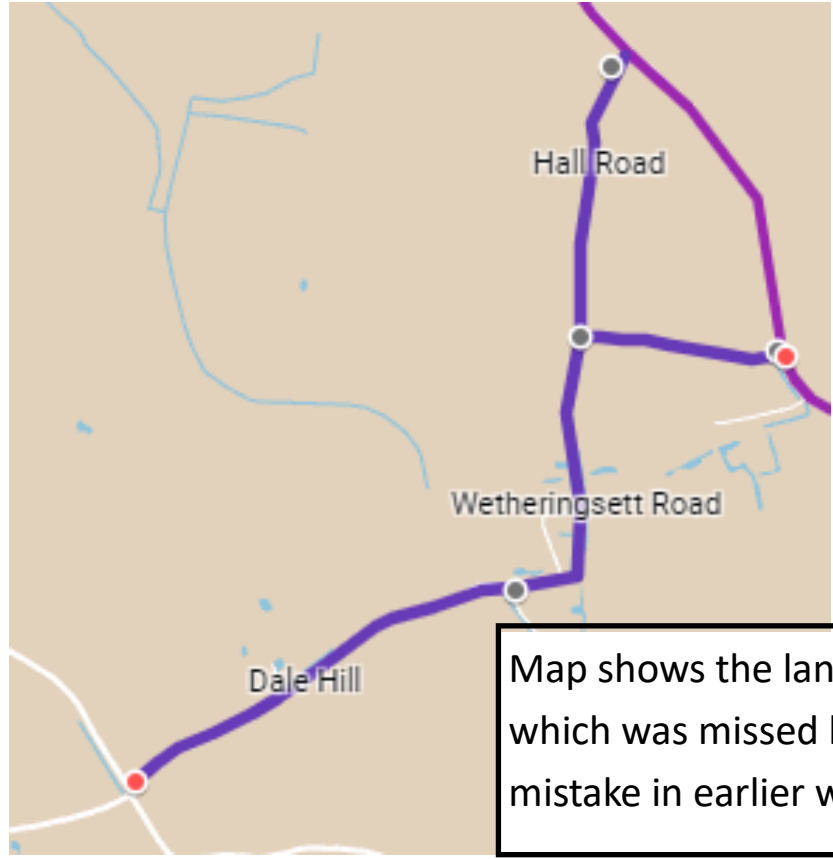 Hall Road
Wetheringsett Road
Dale Hill
Map shows the lan
which was missed
mistake in earlier